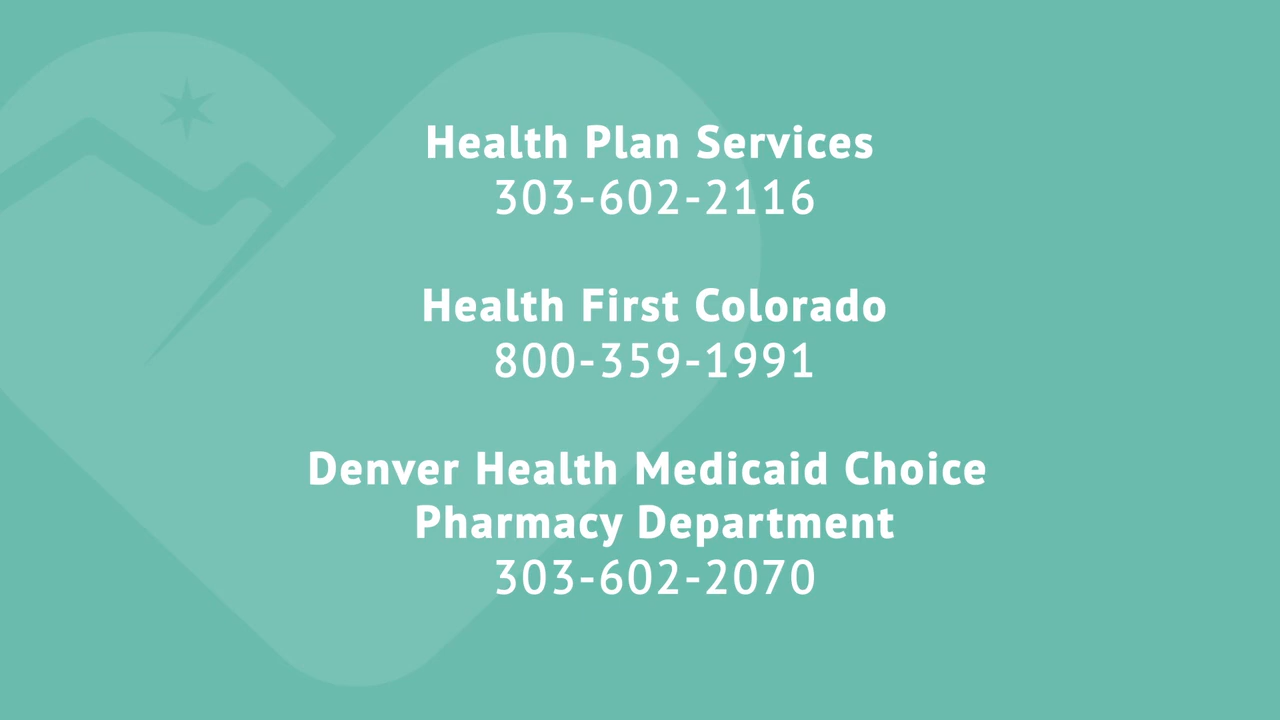 Health Plan Services
303-602-2116
Health First Colorado
800-359-1991
Denver Health Medicaid Choice
Pharmacy Department
303-602-2070